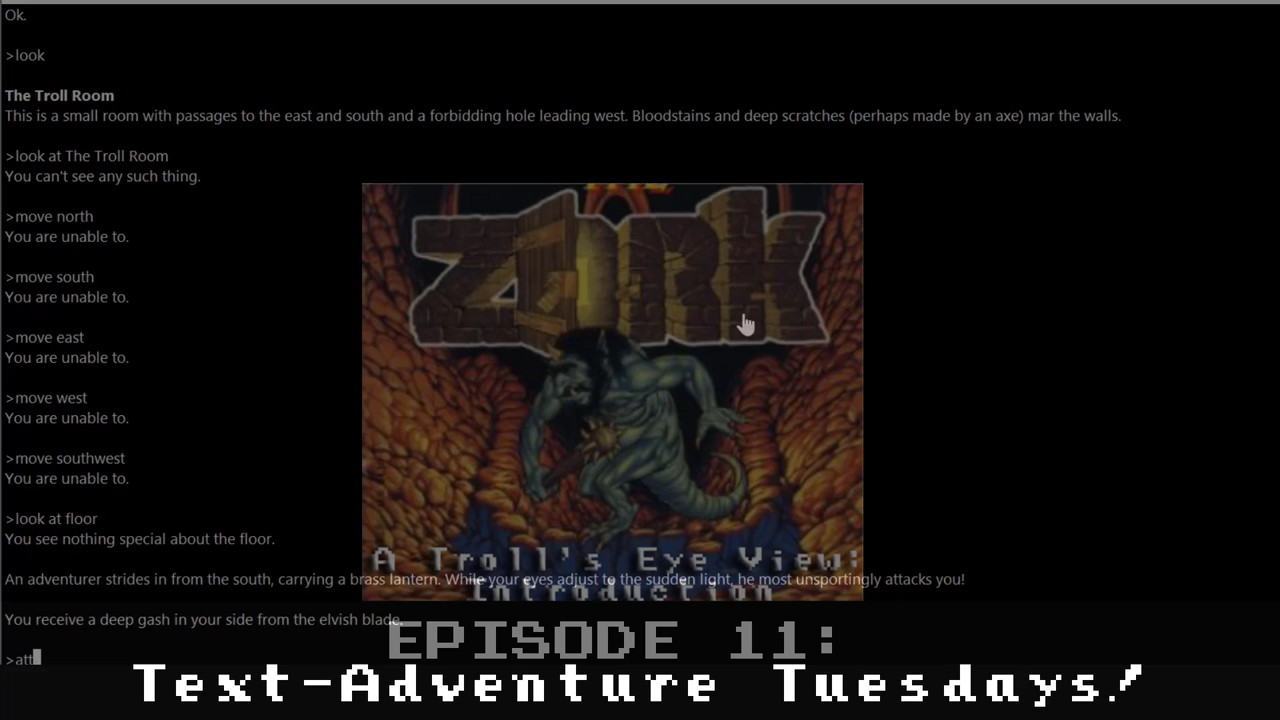 Ok.
>look
The Troll Room
This is a small room with passages to the east and south and a forbidding hole leading west. Bloodstains and deep scratches (perhaps made by an axe) mar the walls.
>look at The Troll Room
You can't see any such thing.
>move north
You are unable to.
>move south
You are unable to.
>move east
You are unable to.
>move west
You are unable to.
>move southwest
You are unable to.
>look at floor
You see nothing special about the floor.
An adventurer strides in from the south, carrying a brass lantern. While your eyes adjust to the sudden light, he most unsportingly attacks you!
You receive a deep gash in your side from the elvish blade.
>att
THE
ZORK
A Troll's Eye View:
Introduction
EPISODE 11:
Text-Adventure Tuesdays!